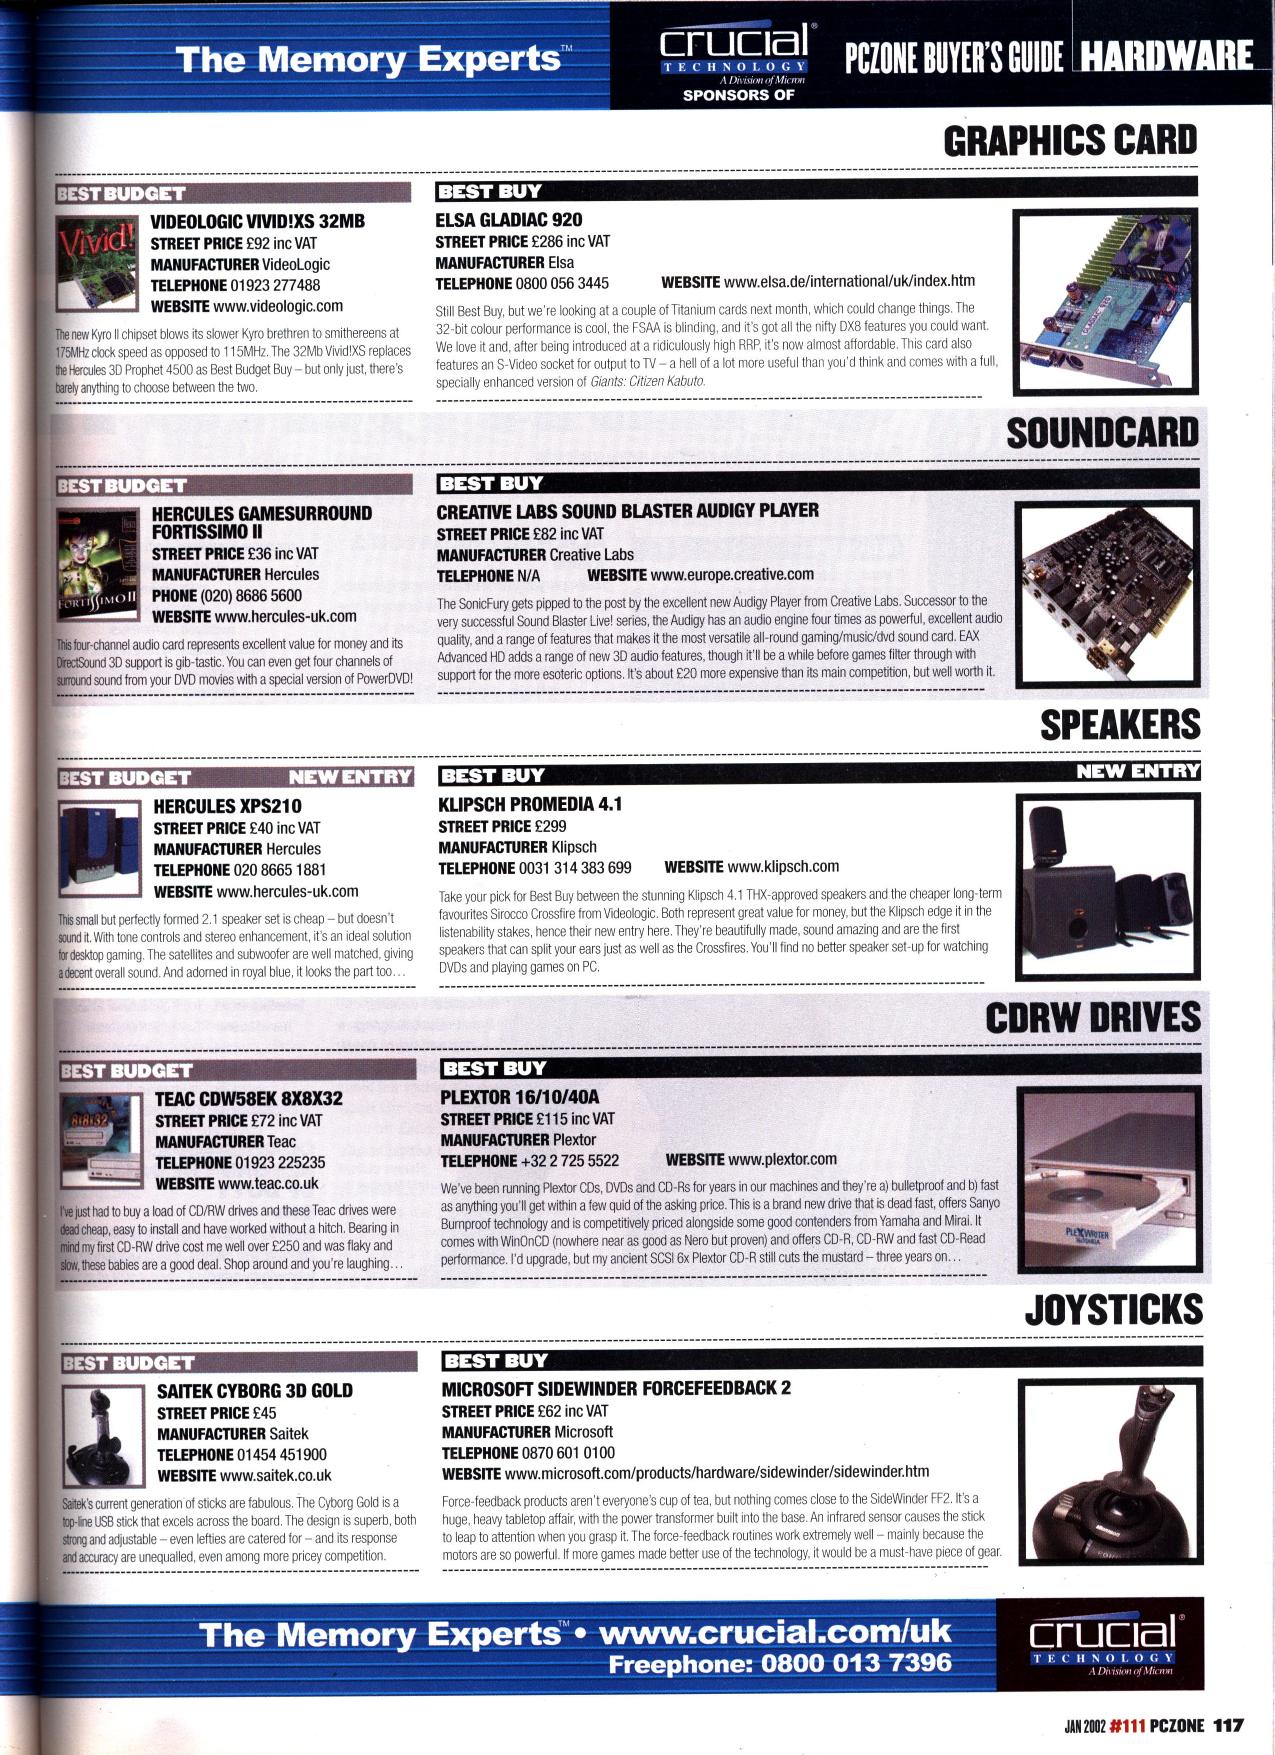 The Memory Experts™
crucial®
TECHNOLOGY
A Division of Micron
SPONSORS OF
PCZONE BUYER'S GUIDE HARDWARE
GRAPHICS CARD
BEST BUDGET
Vivid!
VIDEOLOGIC VIVID!XS 32MB
STREET PRICE £92 inc VAT
MANUFACTURER VideoLogic
TELEPHONE 01923 277488
WEBSITE www.videologic.com
The new Kyro II chipset blows its slower Kyro brethren to smithereens at
175MHz clock speed as opposed to 115MHz. The 32Mb Vivid!XS replaces
the Hercules 3D Prophet 4500 as Best Budget Buy – but only just, there's
barely anything to choose between the two.
BEST BUY
ELSA GLADIAC 920
STREET PRICE £286 inc VAT
MANUFACTURER Elsa
TELEPHONE 0800 056 3445 WEBSITE www.elsa.de/international/uk/index.htm
Still Best Buy, but we're looking at a couple of Titanium cards next month, which could change things. The
32-bit colour performance is cool, the FSAA is blinding, and it's got all the nifty DX8 features you could want.
We love it and, after being introduced at a ridiculously high RRP, it's now almost affordable. This card also
features an S-Video socket for output to TV – a hell of a lot more useful than you'd think and comes with a full,
specially enhanced version of Giants: Citizen Kabuto.
SOUNDCARD
BEST BUDGET
FORTISSIMO II
HERCULES GAMESURROUND
FORTISSIMO II
STREET PRICE £36 inc VAT
MANUFACTURER Hercules
PHONE (020) 8686 5600
WEBSITE www.hercules-uk.com
This four-channel audio card represents excellent value for money and its
DirectSound 3D support is gib-tastic. You can even get four channels of
surround sound from your DVD movies with a special version of PowerDVD!
BEST BUY
CREATIVE LABS SOUND BLASTER AUDIGY PLAYER
STREET PRICE £82 inc VAT
MANUFACTURER Creative Labs
TELEPHONE N/A WEBSITE www.europe.creative.com
The SonicFury gets pipped to the post by the excellent new Audigy Player from Creative Labs. Successor to the
very successful Sound Blaster Live! series, the Audigy has an audio engine four times as powerful, excellent audio
quality, and a range of features that makes it the most versatile all-round gaming/music/dvd sound card. EAX
Advanced HD adds a range of new 3D audio features, though it'll be a while before games filter through with
support for the more esoteric options. It's about £20 more expensive than its main competition, but well worth it.
SPEAKERS
BEST BUDGET NEW ENTRY
HERCULES XPS210
STREET PRICE £40 inc VAT
MANUFACTURER Hercules
TELEPHONE 020 8665 1881
WEBSITE www.hercules-uk.com
This small but perfectly formed 2.1 speaker set is cheap – but doesn't
sound it. With tone controls and stereo enhancement, it's an ideal solution
for desktop gaming. The satellites and subwoofer are well matched, giving
a decent overall sound. And adorned in royal blue, it looks the part too...
BEST BUY NEW ENTRY
KLIPSCH PROMEDIA 4.1
STREET PRICE £299
MANUFACTURER Klipsch
TELEPHONE 0031 314 383 699 WEBSITE www.klipsch.com
Take your pick for Best Buy between the stunning Klipsch 4.1 THX-approved speakers and the cheaper long-term
favourites Sirocco Crossfire from Videologic. Both represent great value for money, but the Klipsch edge it in the
listenability stakes, hence their new entry here. They're beautifully made, sound amazing and are the first
speakers that can split your ears just as well as the Crossfires. You'll find no better speaker set-up for watching
DVDs and playing games on PC.
CDRW DRIVES
BEST BUDGET
8x8x32
TEAC CDW58EK 8X8X32
STREET PRICE £72 inc VAT
MANUFACTURER Teac
TELEPHONE 01923 225235
WEBSITE www.teac.co.uk
I've just had to buy a load of CD/RW drives and these Teac drives were
dead cheap, easy to install and have worked without a hitch. Bearing in
mind my first CD-RW drive cost me well over £250 and was flaky and
slow, these babies are a good deal. Shop around and you're laughing...
BEST BUY
PLEXTOR 16/10/40A
STREET PRICE £115 inc VAT
MANUFACTURER Plextor
TELEPHONE +32 2 725 5522 WEBSITE www.plextor.com
We've been running Plextor CDs, DVDs and CD-Rs for years in our machines and they're a) bulletproof and b) fast
as anything you'll get within a few quid of the asking price. This is a brand new drive that is dead fast, offers Sanyo
Burnproof technology and is competitively priced alongside some good contenders from Yamaha and Mirai. It
comes with WinOnCD (nowhere near as good as Nero but proven) and offers CD-R, CD-RW and fast CD-Read
performance. I'd upgrade, but my ancient SCSI 6x Plextor CD-R still cuts the mustard – three years on...
PLEXWRITER
JOYSTICKS
BEST BUDGET
SAITEK CYBORG 3D GOLD
STREET PRICE £45
MANUFACTURER Saitek
TELEPHONE 01454 451900
WEBSITE www.saitek.co.uk
Saitek's current generation of sticks are fabulous. The Cyborg Gold is a
top-line USB stick that excels across the board. The design is superb, both
strong and adjustable – even lefties are catered for – and its response
and accuracy are unequalled, even among more pricey competition.
BEST BUY
MICROSOFT SIDEWINDER FORCEFEEDBACK 2
STREET PRICE £62 inc VAT
MANUFACTURER Microsoft
TELEPHONE 0870 601 0100
WEBSITE www.microsoft.com/products/hardware/sidewinder/sidewinder.htm
Force-feedback products aren't everyone's cup of tea, but nothing comes close to the SideWinder FF2. It's a
huge, heavy tabletop affair, with the power transformer built into the base. An infrared sensor causes the stick
to leap to attention when you grasp it. The force-feedback routines work extremely well – mainly because the
motors are so powerful. If more games made better use of the technology, it would be a must-have piece of gear.
The Memory Experts™ • www.crucial.com/uk
Freephone: 0800 013 7396
crucial®
TECHNOLOGY
A Division of Micron
JAN 2002 #111 PCZONE 117